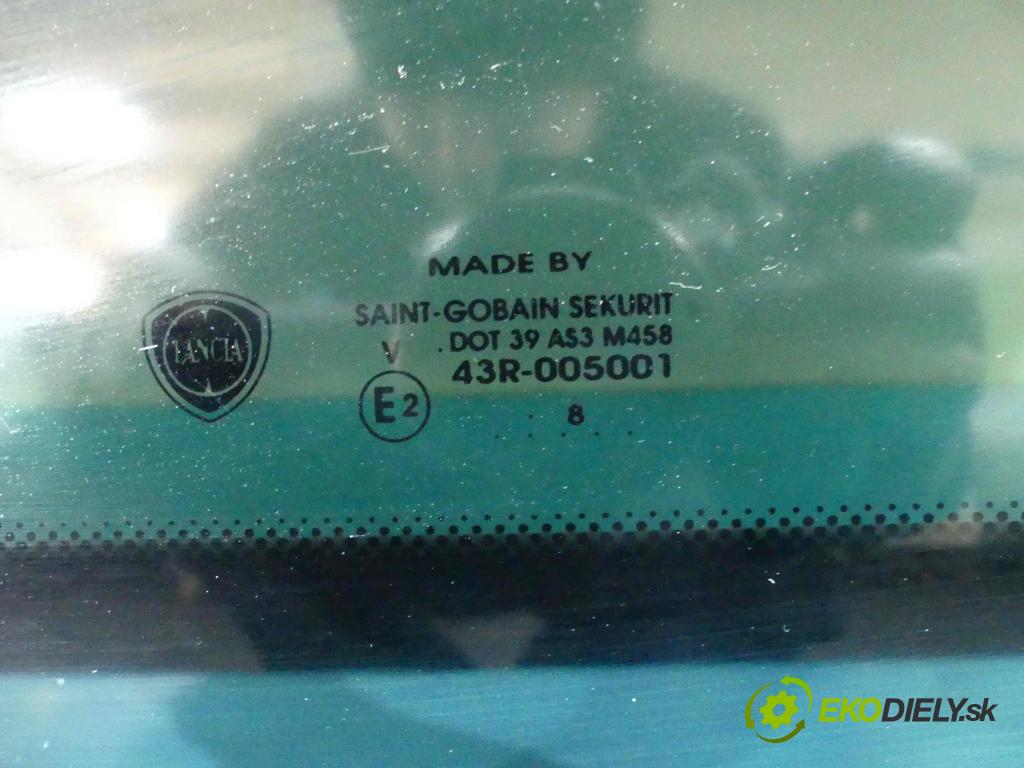 MADE BY
SAINT-GOBAIN SEKURIT
V .DOT 39 AS3 M458
43R-005001
LANCIA
E2
. 8
. . . . .
EKODIELY.sk